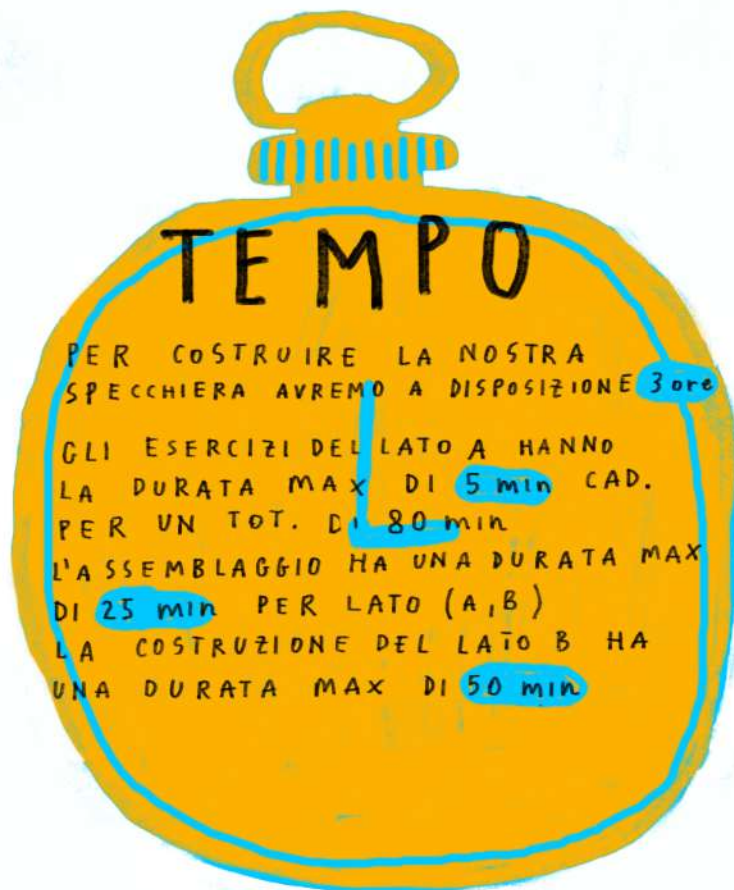 TEMPO
PER COSTRUIRE LA NOSTRA
SPECCHIERA AVREMO A DISPOSIZIONE 3 ore
GLI ESERCIZI DEL LATO A HANNO
LA DURATA MAX DI 5 min CAD.
PER UN TOT. DI 80 min
L'ASSEMBLAGGIO HA UNA DURATA MAX
DI 25 min PER LATO (A,B)
LA COSTRUZIONE DEL LATO B HA
UNA DURATA MAX DI 50 min